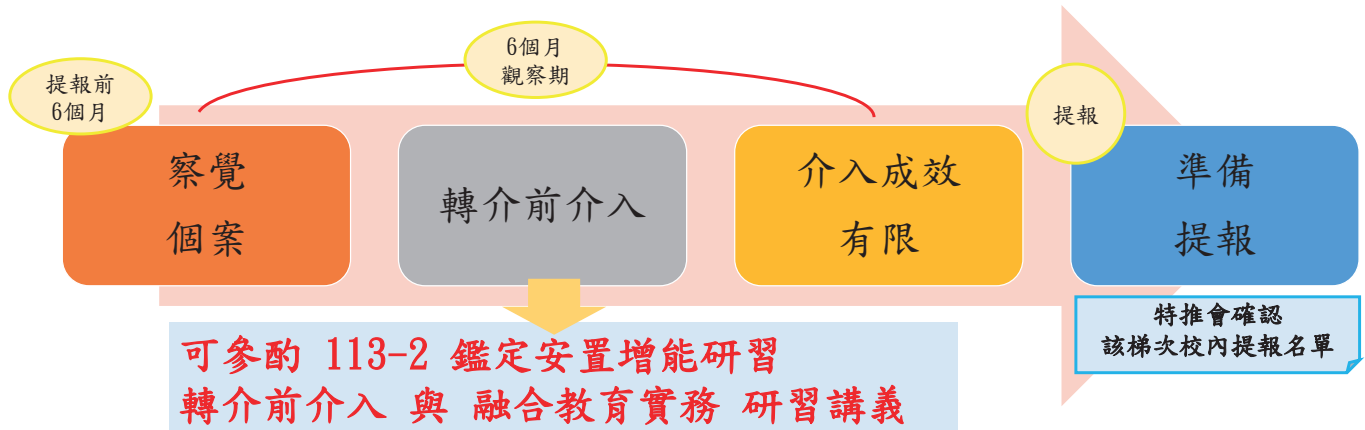 6個月
觀察期
提報前
6個月
提報
察覺
個案
轉介前介入
介入成效
有限
準備
提報
特推會確認
該梯次校內提報名單
可參酌 113-2 鑑定安置增能研習
轉介前介入 與 融合教育實務 研習講義